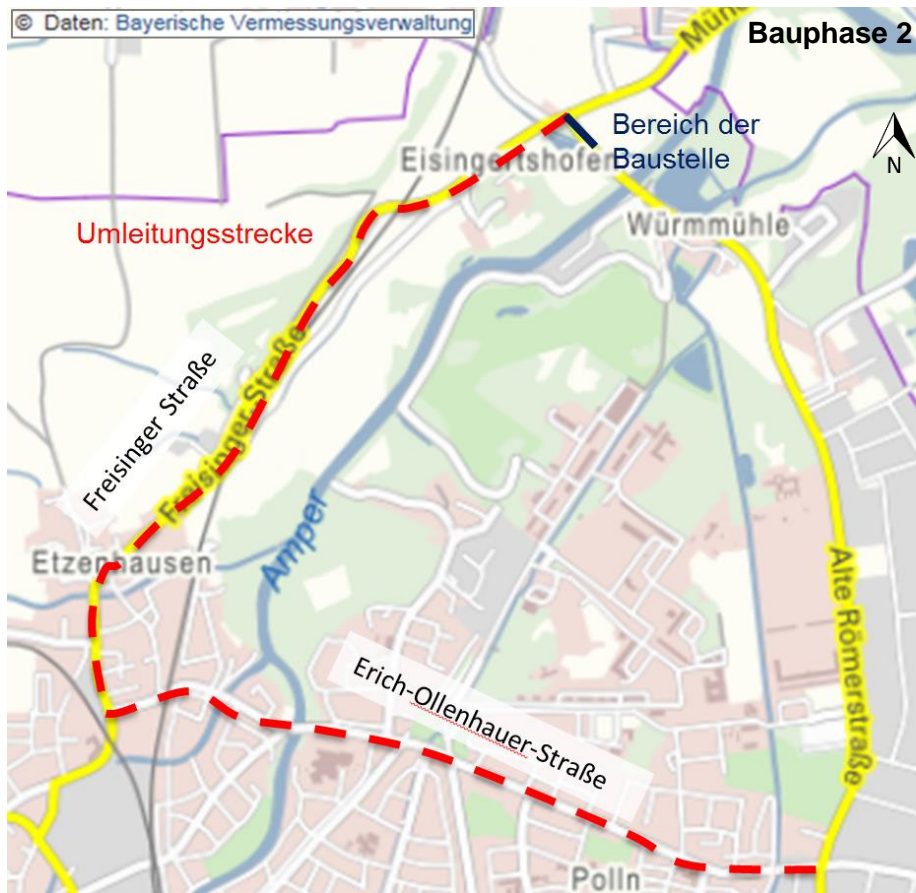 © Daten: Bayerische Vermessungsverwaltung
Bauphase 2
Bereich der
Baustelle
N
Eisingertshofen
Würmmühle
Umleitungsstrecke
Freisinger Straße
Freisinger-Straße
Etzenhausen
Amper
Erich-Ollenhauer-Straße
Alte Römerstraße
Polln